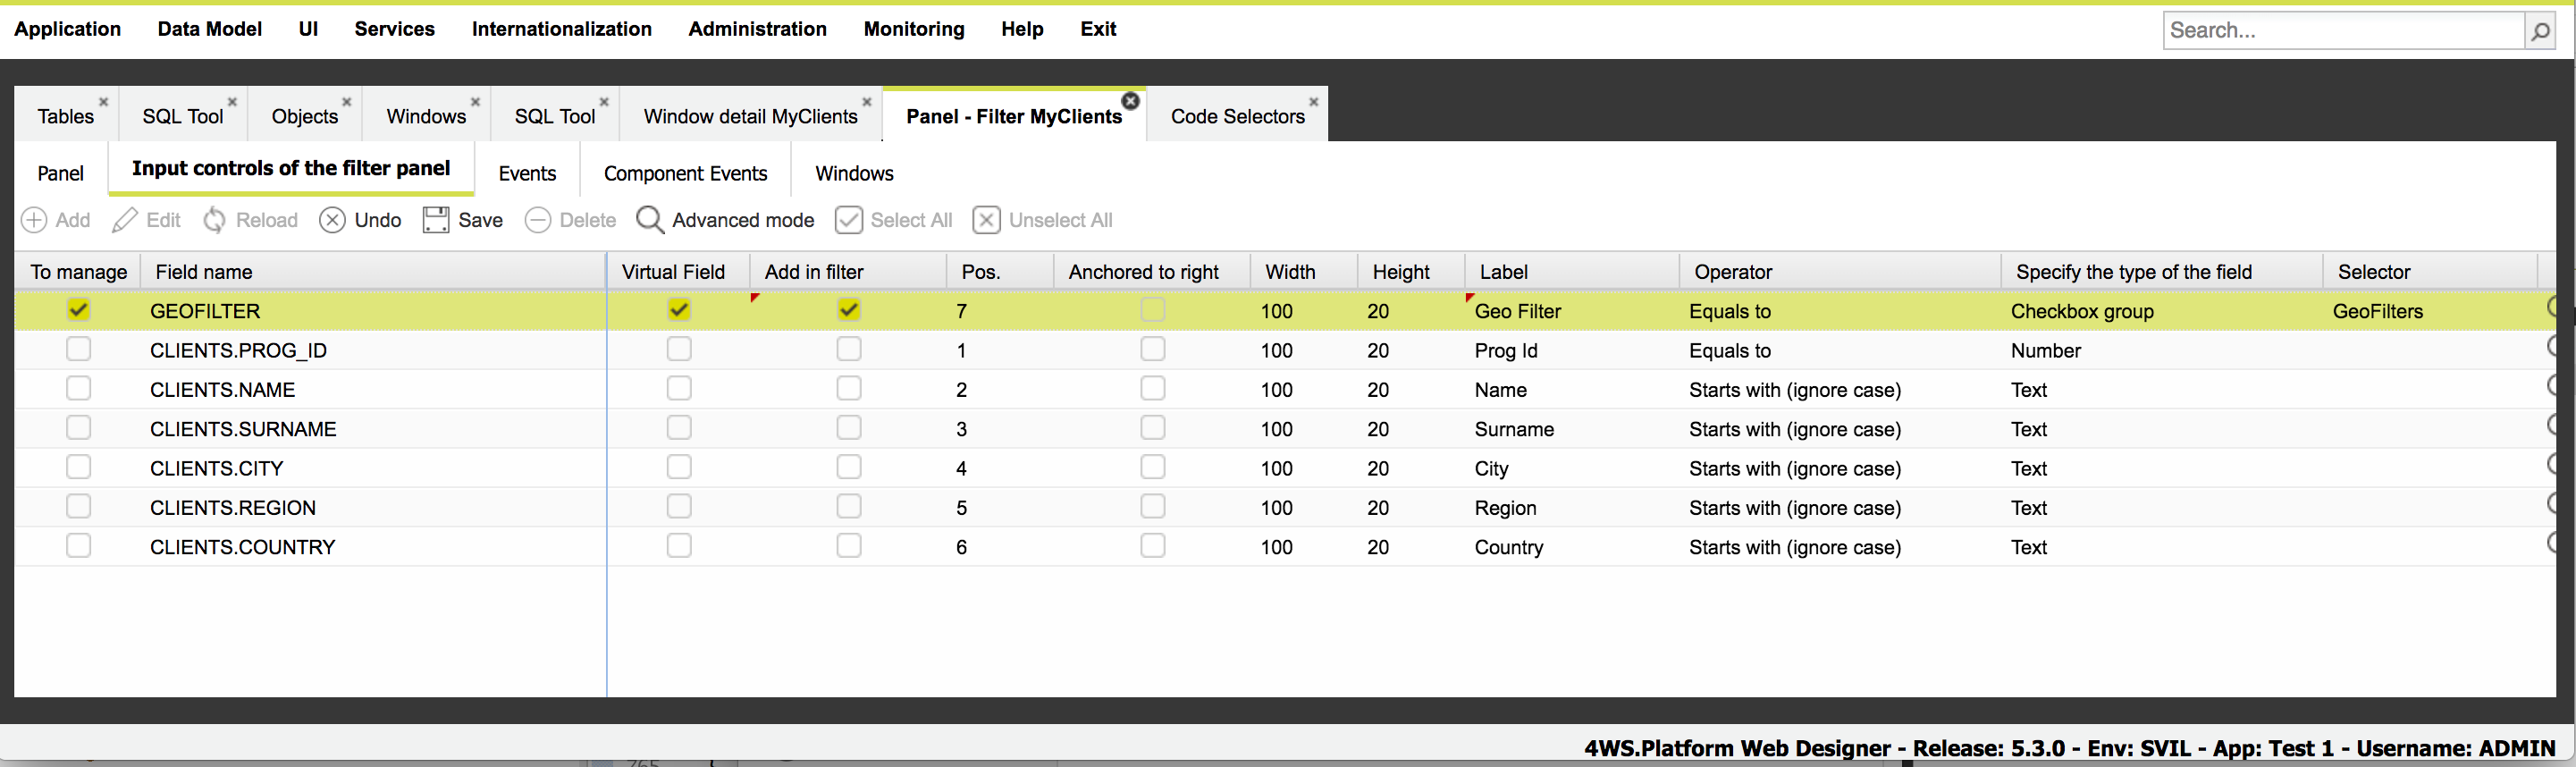 Application Data Model UI Services Internationalization Administration Monitoring Help Exit Search...
Tables SQL Tool Objects Windows SQL Tool Window detail MyClients Panel - Filter MyClients Code Selectors
Panel Input controls of the filter panel Events Component Events Windows
Add Edit Reload Undo Save Delete Advanced mode Select All Unselect All
To manage Field name Virtual Field Add in filter Pos. Anchored to right Width Height Label Operator Specify the type of the field Selector
GEOFILTER 7 100 20 Geo Filter Equals to Checkbox group GeoFilters
CLIENTS.PROG_ID 1 100 20 Prog Id Equals to Number
CLIENTS.NAME 2 100 20 Name Starts with (ignore case) Text
CLIENTS.SURNAME 3 100 20 Surname Starts with (ignore case) Text
CLIENTS.CITY 4 100 20 City Starts with (ignore case) Text
CLIENTS.REGION 5 100 20 Region Starts with (ignore case) Text
CLIENTS.COUNTRY 6 100 20 Country Starts with (ignore case) Text
4WS.Platform Web Designer - Release: 5.3.0 - Env: SVIL - App: Test 1 - Username: ADMIN